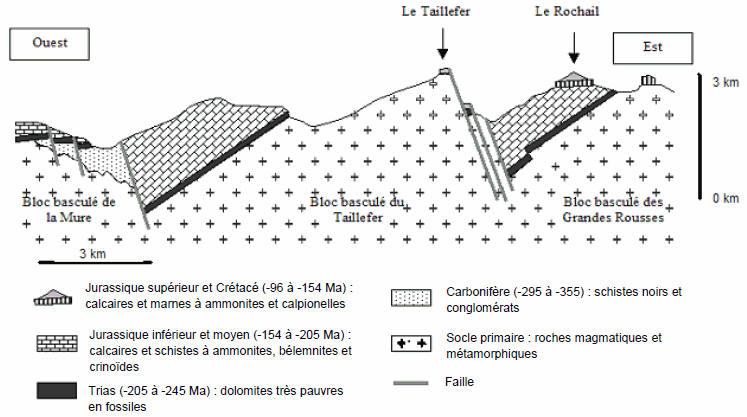 Le Taillefer
Le Rochail
Ouest
Est
3 km
0 km
Bloc basculé de
la Mure
Bloc basculé du
Taillefer
Bloc basculé des
Grandes Rousses
3 km
Jurassique supérieur et Crétacé (-96 à -154 Ma) :
calcaires et marnes à ammonites et calpionelles
Jurassique inférieur et moyen (-154 à -205 Ma) :
calcaires et schistes à ammonites, bélemnites et
crinoïdes
Trias (-205 à -245 Ma) : dolomites très pauvres
en fossiles
Carbonifère (-295 à -355) : schistes noirs et
conglomérats
Socle primaire : roches magmatiques et
métamorphiques
Faille